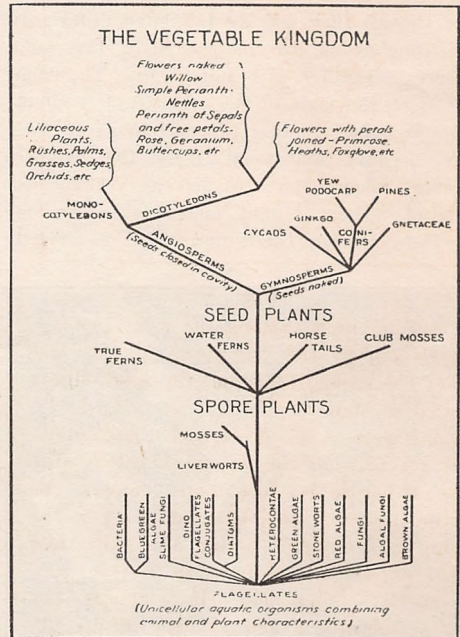 THE VEGETABLE KINGDOM
Flowers naked
Willow
Simple Perianth-
Nettles
Perianth of Sepals
and free petals-
Rose, Geranium,
Buttercups, etc
Liliaceous
Plants,
Rushes, Palms,
Grasses, Sedges,
Orchids, etc
Flowers with petals
joined-Primrose,
Heaths, Foxglove, etc
MONO-
COTYLEDONS
DICOTYLEDONS
YEW
PODOCARP
PINES
GINKGO
CYCADS
CONI-
FERS
GNETACEAE
ANGIOSPERMS
(Seeds closed in cavity)
GYMNOSPERMS
(Seeds naked)
SEED PLANTS
TRUE
FERNS
WATER
FERNS
HORSE
TAILS
CLUB MOSSES
SPORE PLANTS
MOSSES
LIVERWORTS
BACTERIA
BLUEGREEN
ALGAE
SLIME FUNGI
DINO
FLAGELLATES
CONJUGATES
DIATOMS
HETEROCONTAE
GREEN ALGAE
STONE WORTS
RED ALGAE
FUNGI
ALGAL FUNGI
BROWN ALGAE
FLAGELLATES
(Unicellular aquatic organisms combining
animal and plant characteristics)